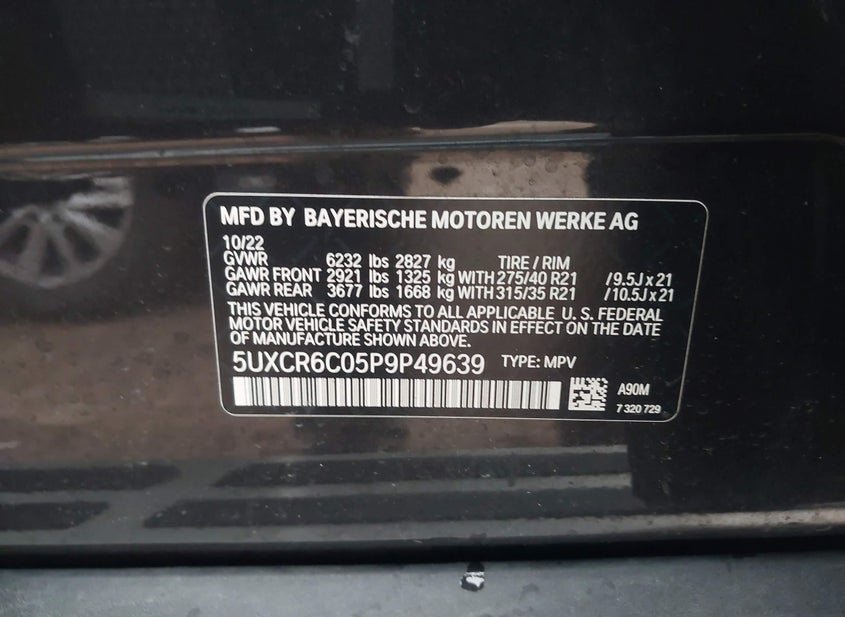 MFD BY BAYERISCHE MOTOREN WERKE AG
10/22
GVWR 6232 lbs 2827 kg TIRE / RIM
GAWR FRONT 2921 lbs 1325 kg WITH 275/40 R21 /9.5J x 21
GAWR REAR 3677 lbs 1668 kg WITH 315/35 R21 /10.5J x 21
THIS VEHICLE CONFORMS TO ALL APPLICABLE U. S. FEDERAL
MOTOR VEHICLE SAFETY STANDARDS IN EFFECT ON THE DATE
OF MANUFACTURE SHOWN ABOVE.
5UXCR6C05P9P49639 TYPE: MPV
A90M
7 320 729